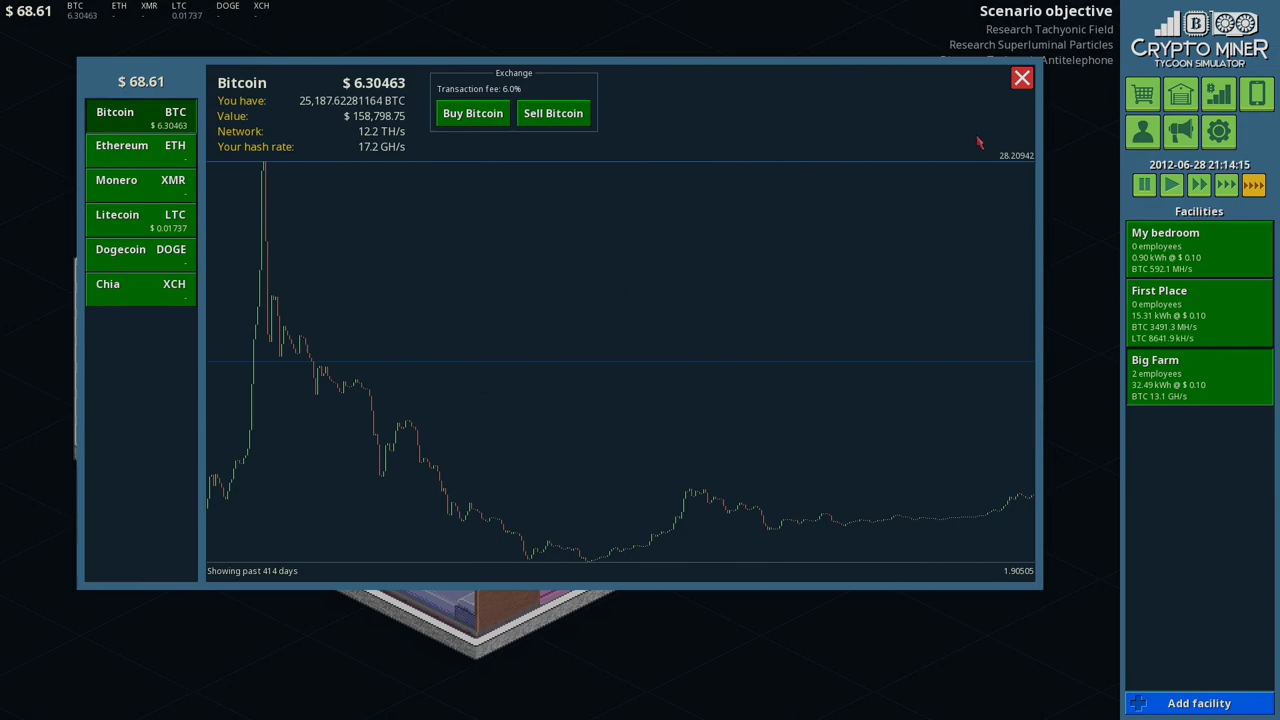 $ 68.61
BTC ETH XMR LTC DOGE XCH
6.30463 - - 0.01737 - -
Scenario objective
Research Tachyonic Field
Research Superluminal Particles
Antitelephone
CRYPTO MINER
TYCOON SIMULATOR
2012-06-28 21:14:15
Facilities
My bedroom
0 employees
0.90 kWh @ $ 0.10
BTC 592.1 MH/s
First Place
0 employees
15.31 kWh @ $ 0.10
BTC 3491.3 MH/s
LTC 8641.9 kH/s
Big Farm
2 employees
32.49 kWh @ $ 0.10
BTC 13.1 GH/s
Add facility
$ 68.61
Bitcoin BTC
$ 6.30463
Ethereum ETH
-
Monero XMR
-
Litecoin LTC
$ 0.01737
Dogecoin DOGE
-
Chia XCH
-
Bitcoin $ 6.30463
You have: 25,187.62281164 BTC
Value: $ 158,798.75
Network: 12.2 TH/s
Your hash rate: 17.2 GH/s
Exchange
Transaction fee: 6.0%
Buy Bitcoin Sell Bitcoin
28.20942
Showing past 414 days 1.90505